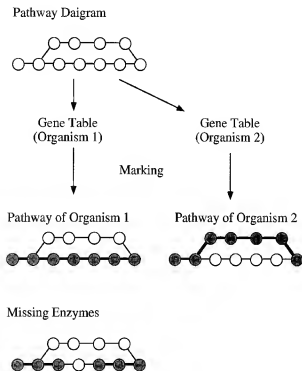 Pathway Daigram
Gene Table
(Organism 1)
Gene Table
(Organism 2)
Marking
Pathway of Organism 1
Pathway of Organism 2
Missing Enzymes